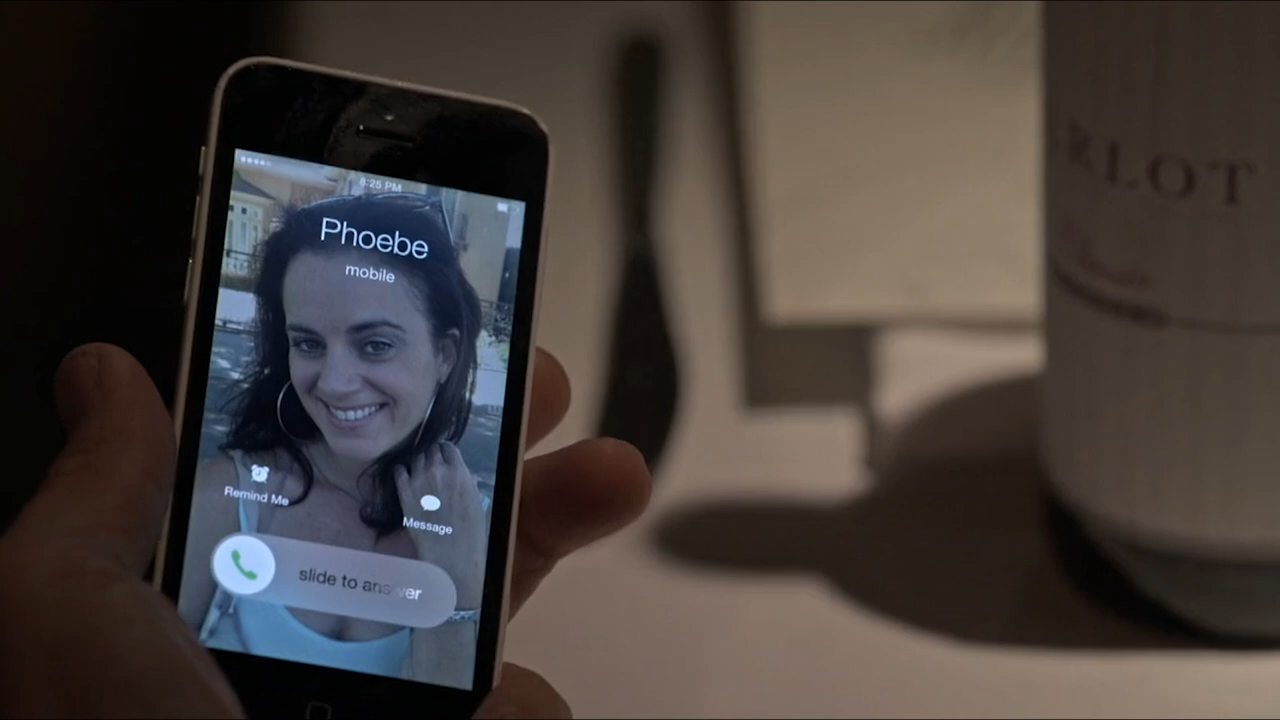 8:25 PM
Phoebe
mobile
Remind Me
Message
slide to answer
RLOT